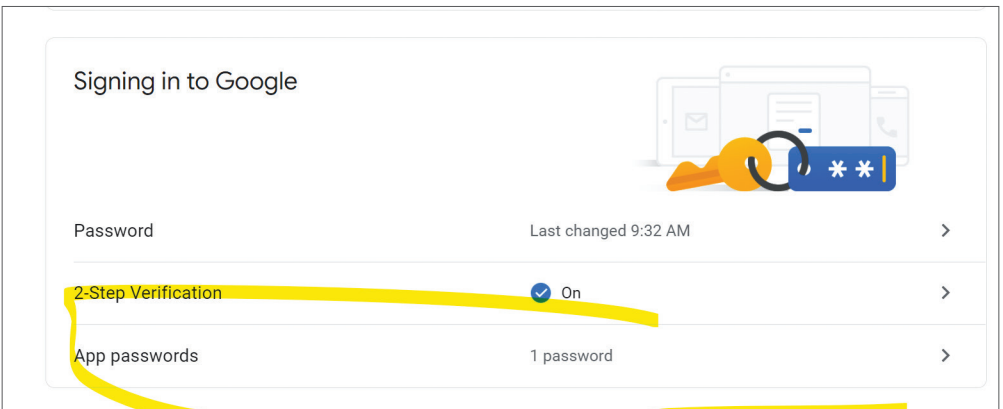 Signing in to Google
**
Password Last changed 9:32 AM
2-Step Verification On
App passwords 1 password